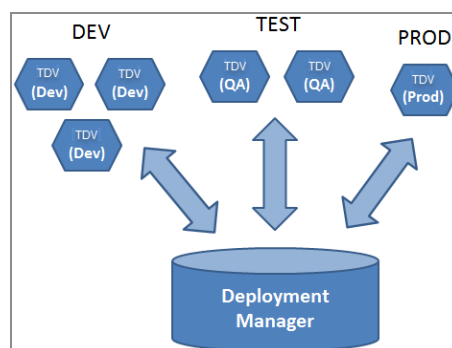 DEV
TEST
PROD
TDV
(Dev)
TDV
(Dev)
TDV
(Dev)
TDV
(QA)
TDV
(QA)
TDV
(Prod)
Deployment
Manager